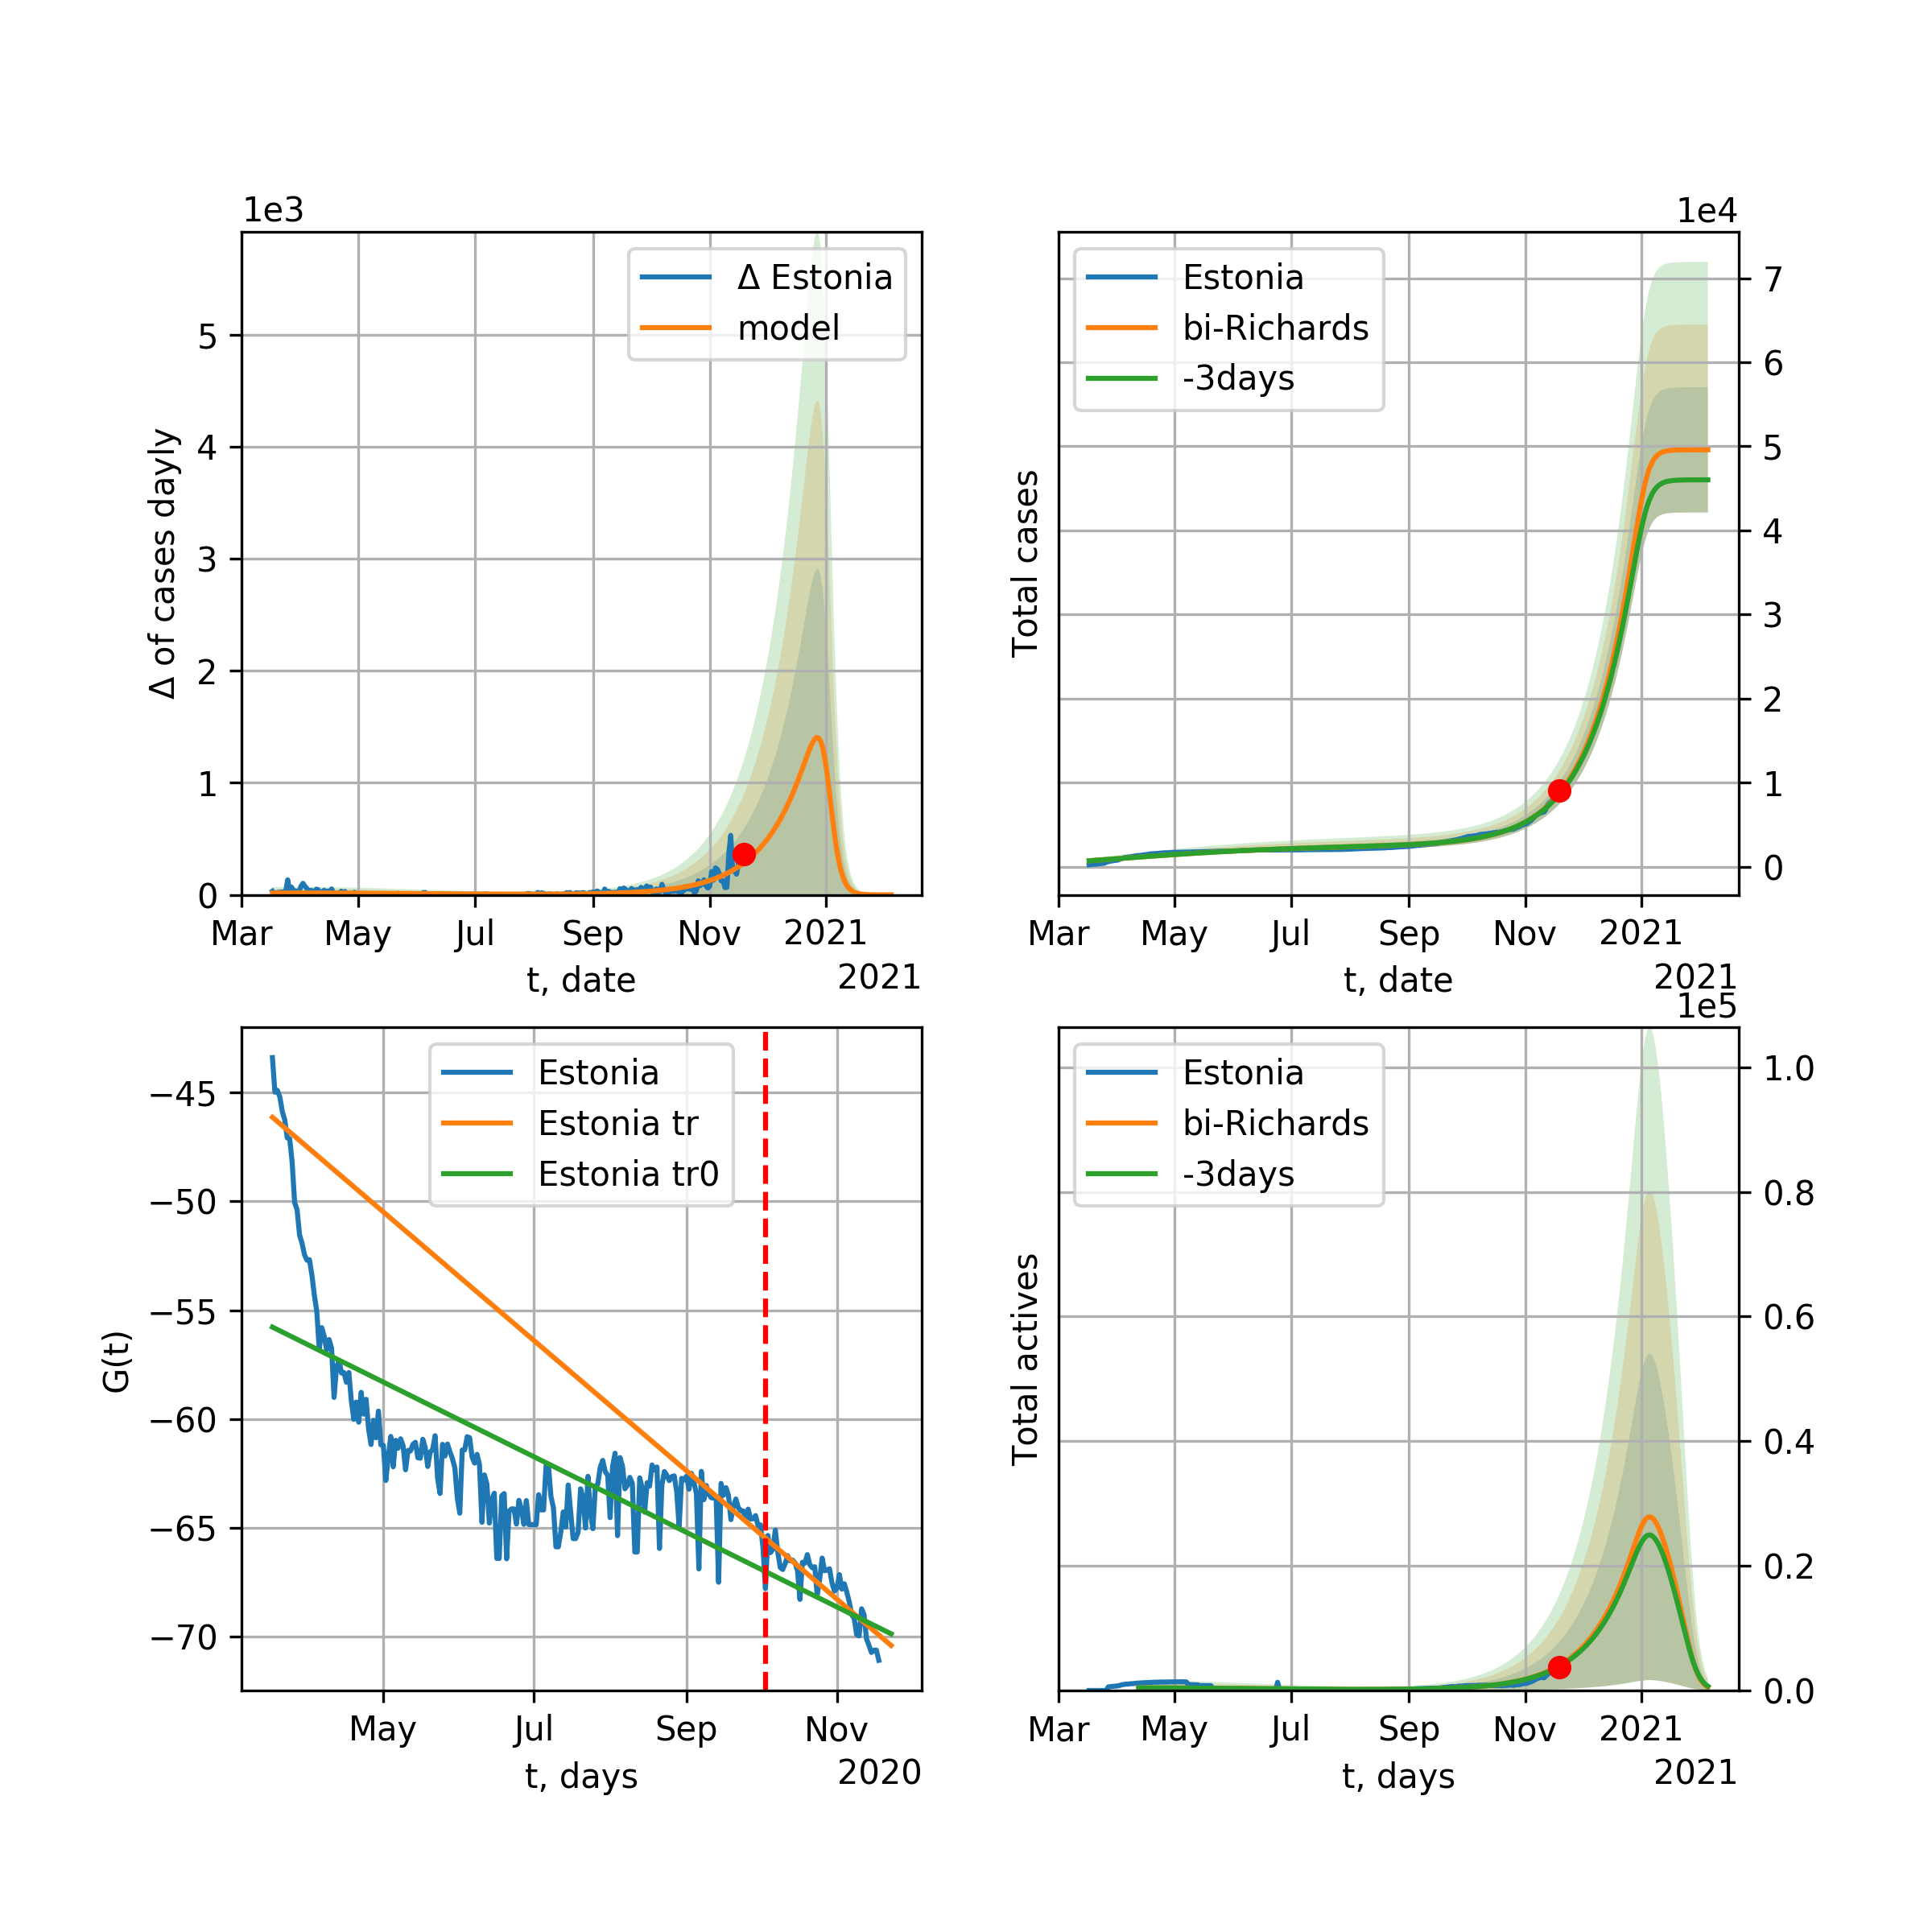 1e3
Δ of cases dayly
5
4
3
2
1
0
Δ Estonia
model
Mar May Jul Sep Nov 2021
t, date
2021
1e4
Total cases
Estonia
bi-Richards
-3days
7
6
5
4
3
2
1
0
Mar May Jul Sep Nov 2021
t, date
2021
G(t)
−45
−50
−55
−60
−65
−70
Estonia
Estonia tr
Estonia tr0
May Jul Sep Nov
t, days
2020
1e5
Total actives
Estonia
bi-Richards
-3days
1.0
0.8
0.6
0.4
0.2
0.0
Mar May Jul Sep Nov 2021
t, days
2021